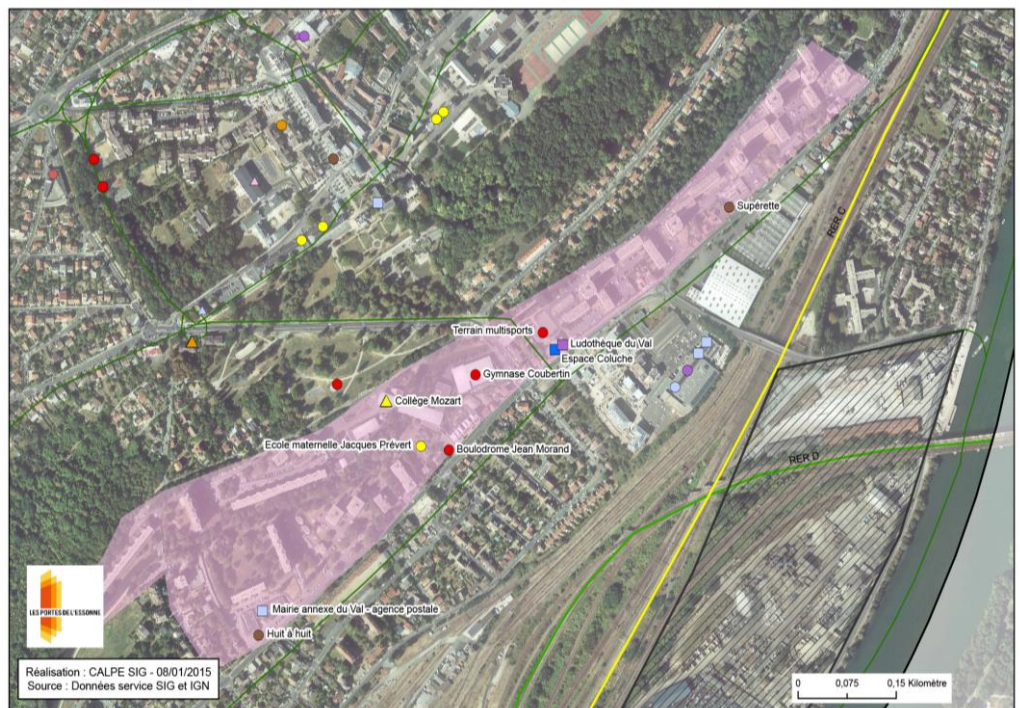 Supérette
RER C
Terrain multisports
Ludothèque du Val
Espace Coluche
Gymnase Coubertin
Collège Mozart
Ecole maternelle Jacques Prévert
Boulodrome Jean Morand
RER D
LES PORTES DE L'ESSONNE
Mairie annexe du Val - agence postale
Huit à huit
Réalisation : CALPE SIG - 08/01/2015
Source : Données service SIG et IGN
0 0,075 0,15 Kilomètre